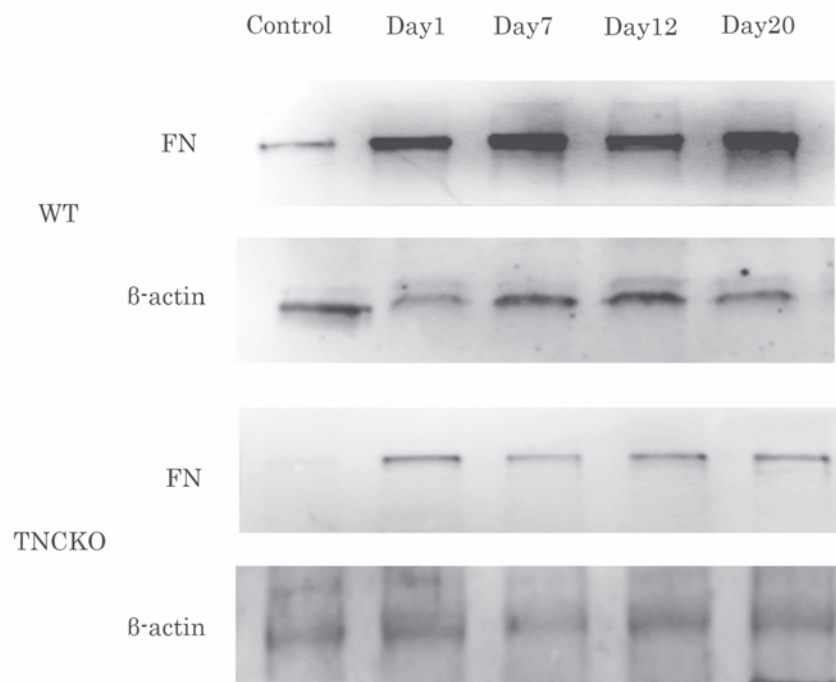 Control Day1 Day7 Day12 Day20
FN
WT
ß-actin
FN
TNCKO
ß-actin